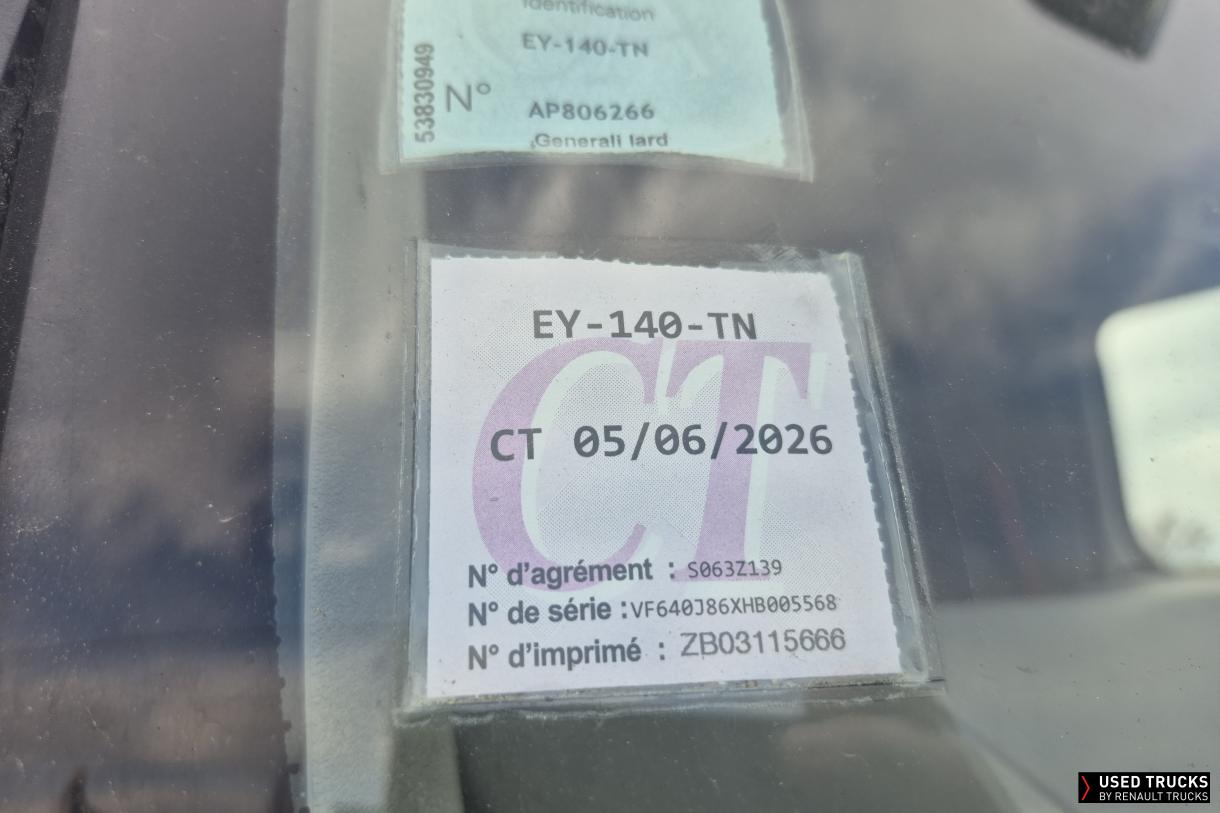 Identification
EY-140-TN
53830949
N° AP806266
Generali Iard
EY-140-TN
CT
CT 05/06/2026
N° d'agrément : S063Z139
N° de série : VF640J86XHB005568
N° d'imprimé : ZB03115666
USED TRUCKS
BY RENAULT TRUCKS